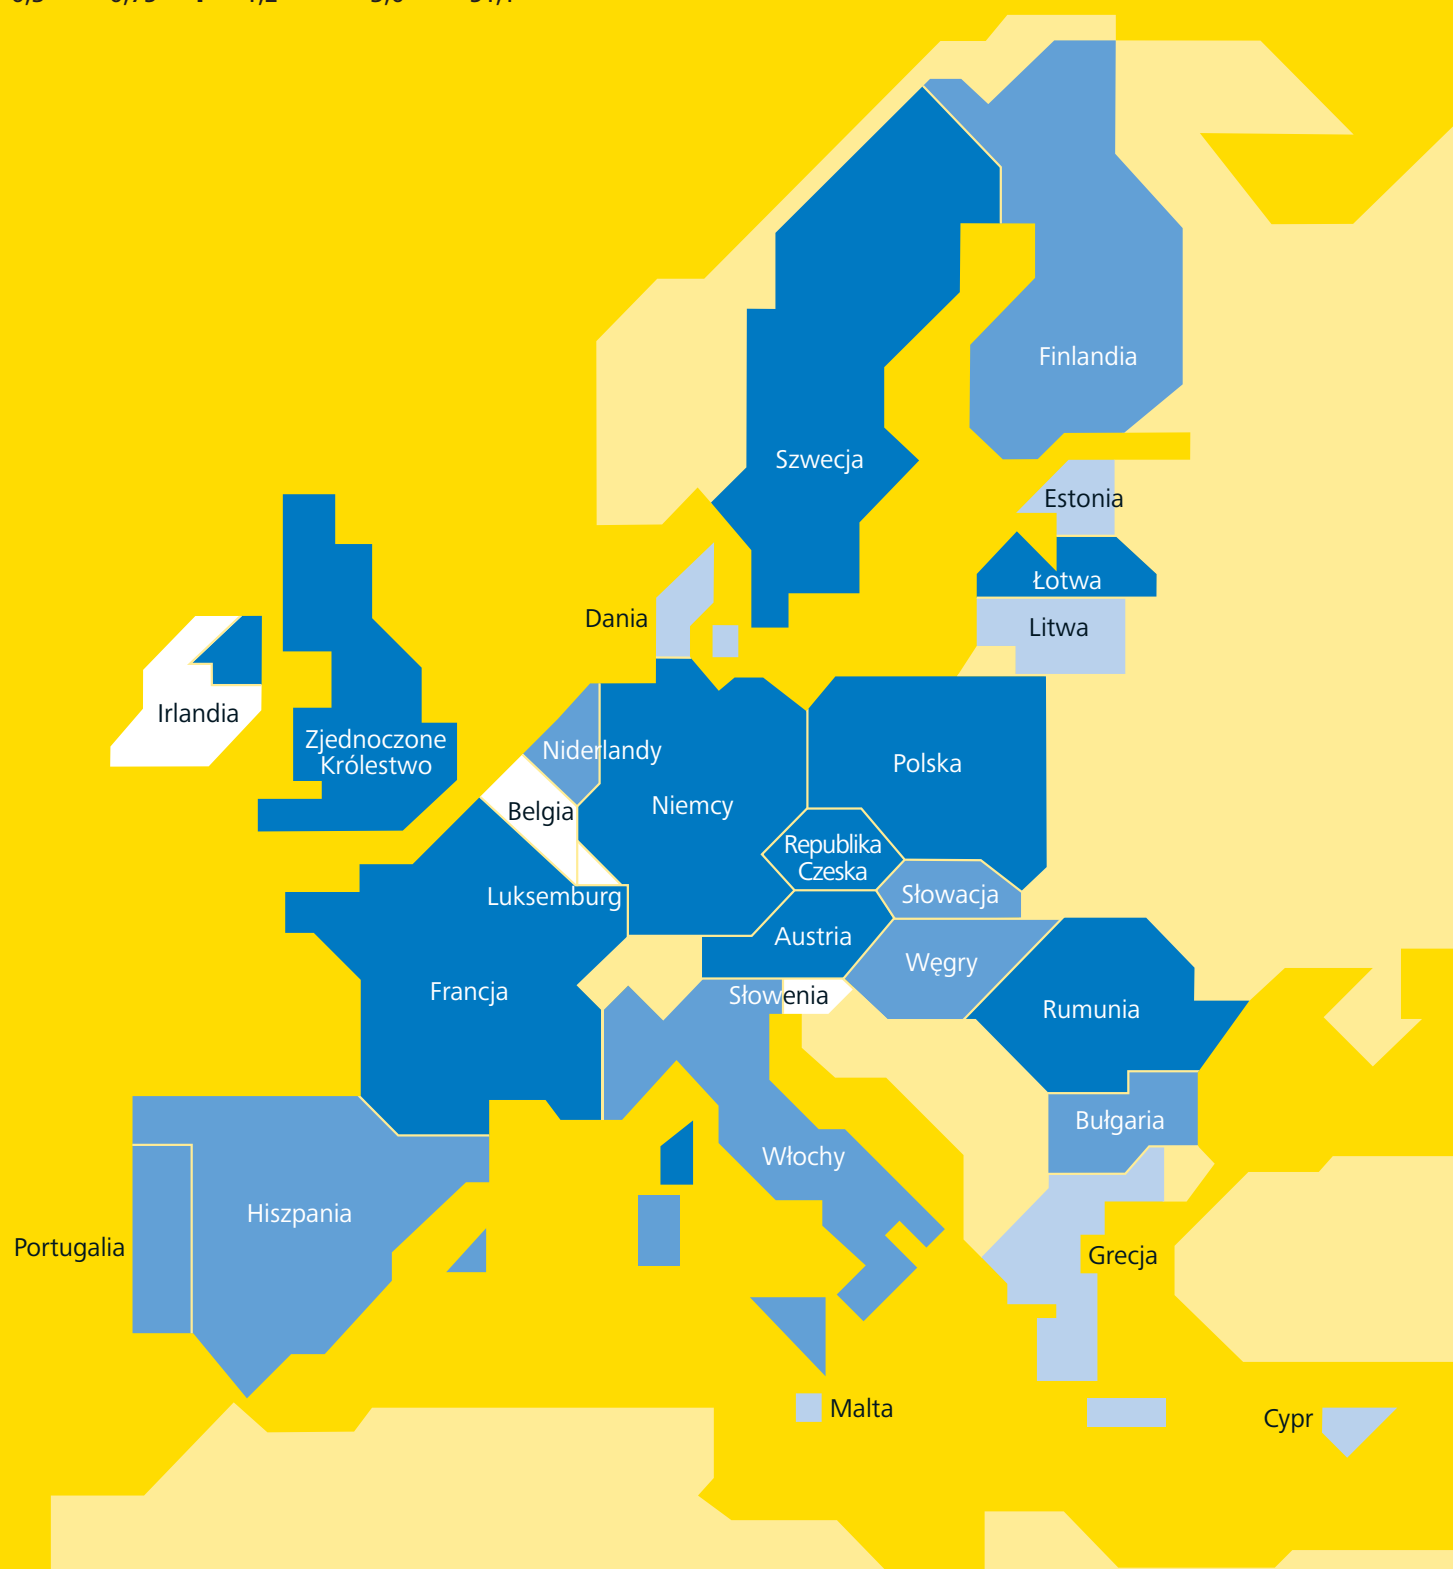 Finlandia
Szwecja
Estonia
Łotwa
Dania
Litwa
Irlandia
Zjednoczone
Królestwo
Niderlandy
Polska
Belgia
Niemcy
Republika
Czeska
Luksemburg
Słowacja
Austria
Węgry
Francja
Słowenia
Rumunia
Bułgaria
Włochy
Hiszpania
Portugalia
Grecja
Malta
Cypr